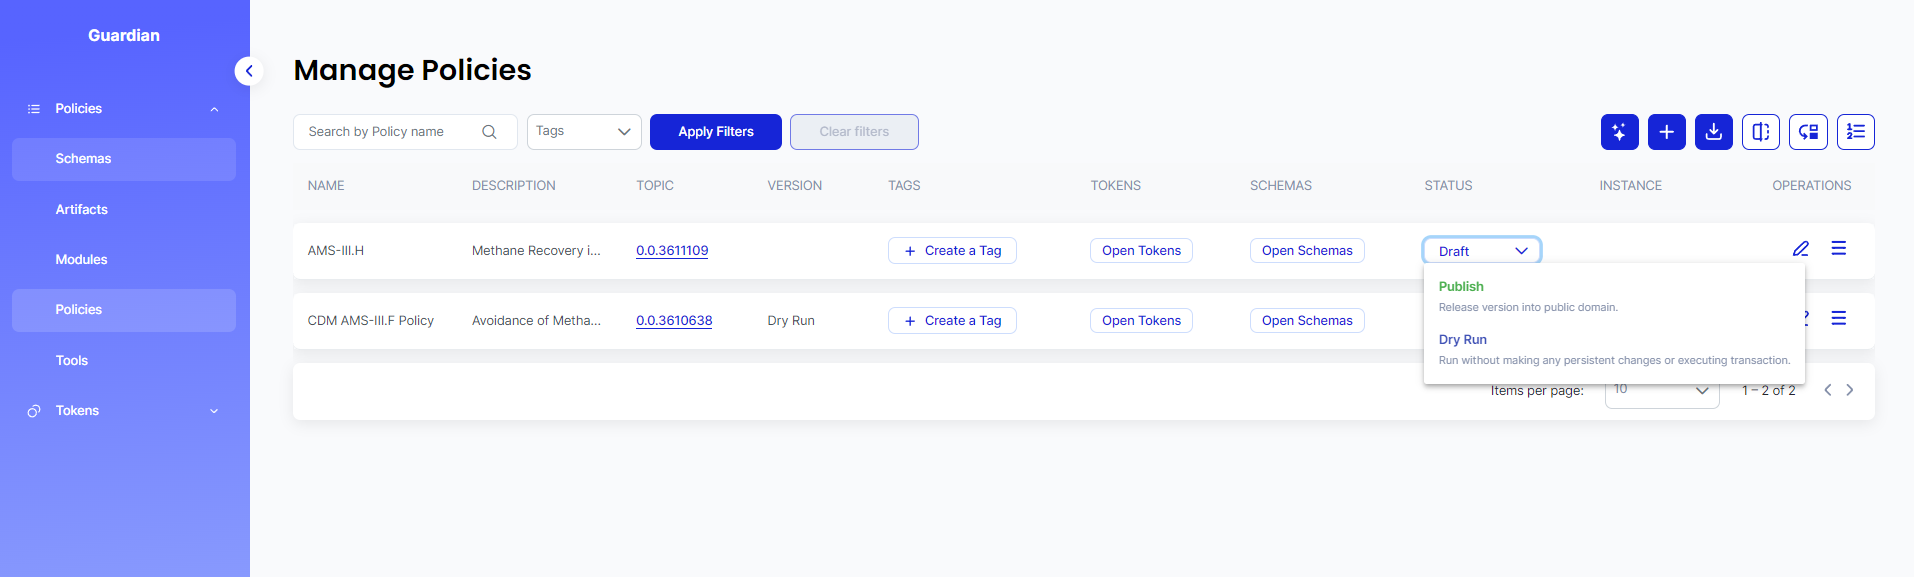 Guardian
Policies
Schemas
Artifacts
Modules
Policies
Tools
Tokens
Manage Policies
Search by Policy name
Tags
Apply Filters
Clear filters
NAME DESCRIPTION TOPIC VERSION TAGS TOKENS SCHEMAS STATUS INSTANCE OPERATIONS
AMS-III.H Methane Recovery i... 0.0.3611109 + Create a Tag Open Tokens Open Schemas Draft
Publish
Release version into public domain.
CDM AMS-III.F Policy Avoidance of Metha... 0.0.3610638 Dry Run + Create a Tag Open Tokens Open Schemas
Dry Run
Run without making any persistent changes or executing transaction.
Items per page: 10 1 – 2 of 2